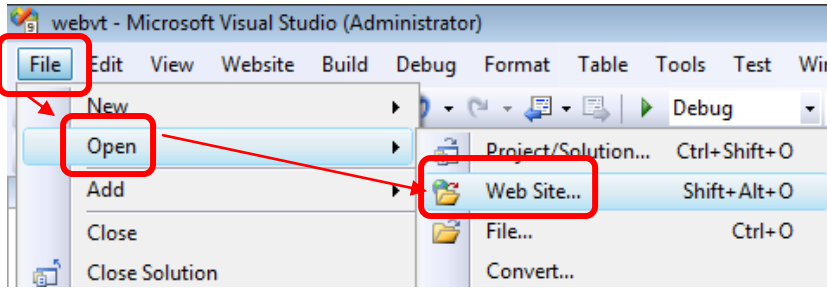 webvt - Microsoft Visual Studio (Administrator)
File Edit View Website Build Debug Format Table Tools Test
New Debug
Open Project/Solution... Ctrl+Shift+O
Add Web Site... Shift+Alt+O
Close File... Ctrl+O
Close Solution Convert...